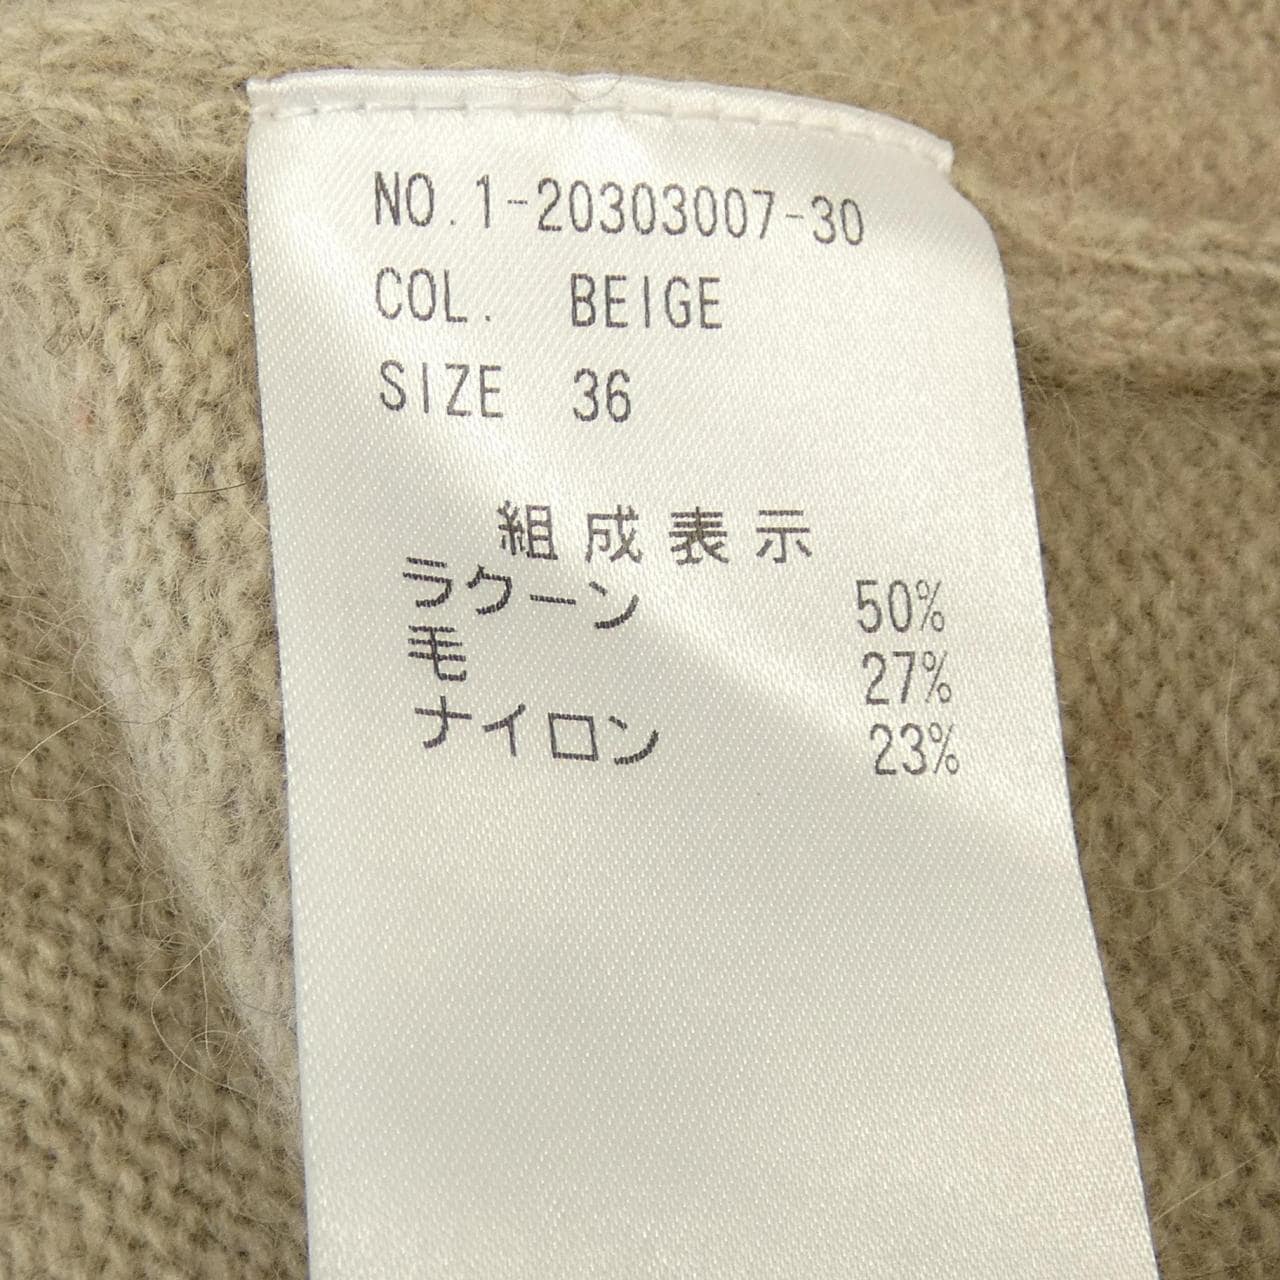 NO.1-20303007-30
COL. BEIGE
SIZE 36
組成表示
ラクーン 50%
毛 27%
ナイロン 23%